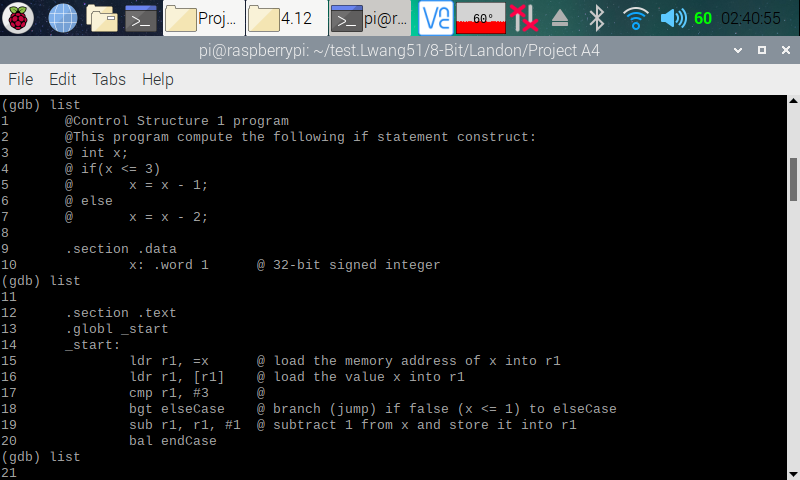 Proj...
4.12
pi@r...
60°
60
02:40:55
pi@raspberrypi: ~/test.Lwang51/8-Bit/Landon/Project A4
File Edit Tabs Help
(gdb) list
1 @Control Structure 1 program
2 @This program compute the following if statement construct:
3 @ int x;
4 @ if(x <= 3)
5 @ x = x - 1;
6 @ else
7 @ x = x - 2;
8
9 .section .data
10 x: .word 1 @ 32-bit signed integer
(gdb) list
11
12 .section .text
13 .globl _start
14 _start:
15 ldr r1, =x @ load the memory address of x into r1
16 ldr r1, [r1] @ load the value x into r1
17 cmp r1, #3 @
18 bgt elseCase @ branch (jump) if false (x <= 1) to elseCase
19 sub r1, r1, #1 @ subtract 1 from x and store it into r1
20 bal endCase
(gdb) list
21